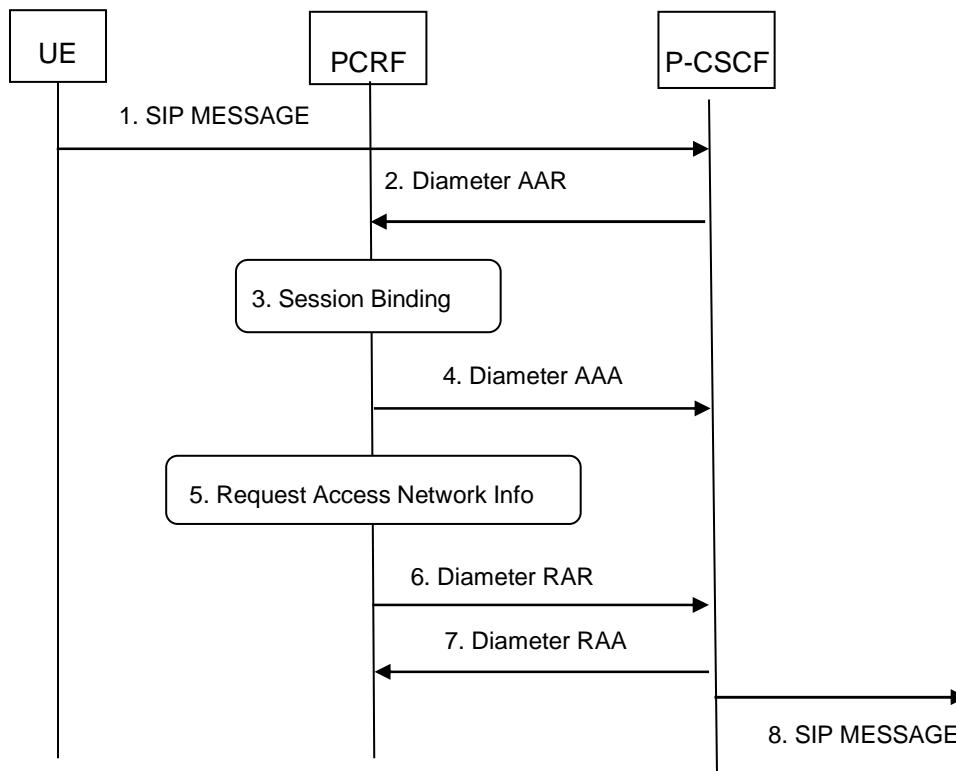 UE
PCRF
P-CSCF
1. SIP MESSAGE
2. Diameter AAR
3. Session Binding
4. Diameter AAA
5. Request Access Network Info
6. Diameter RAR
7. Diameter RAA
8. SIP MESSAGE